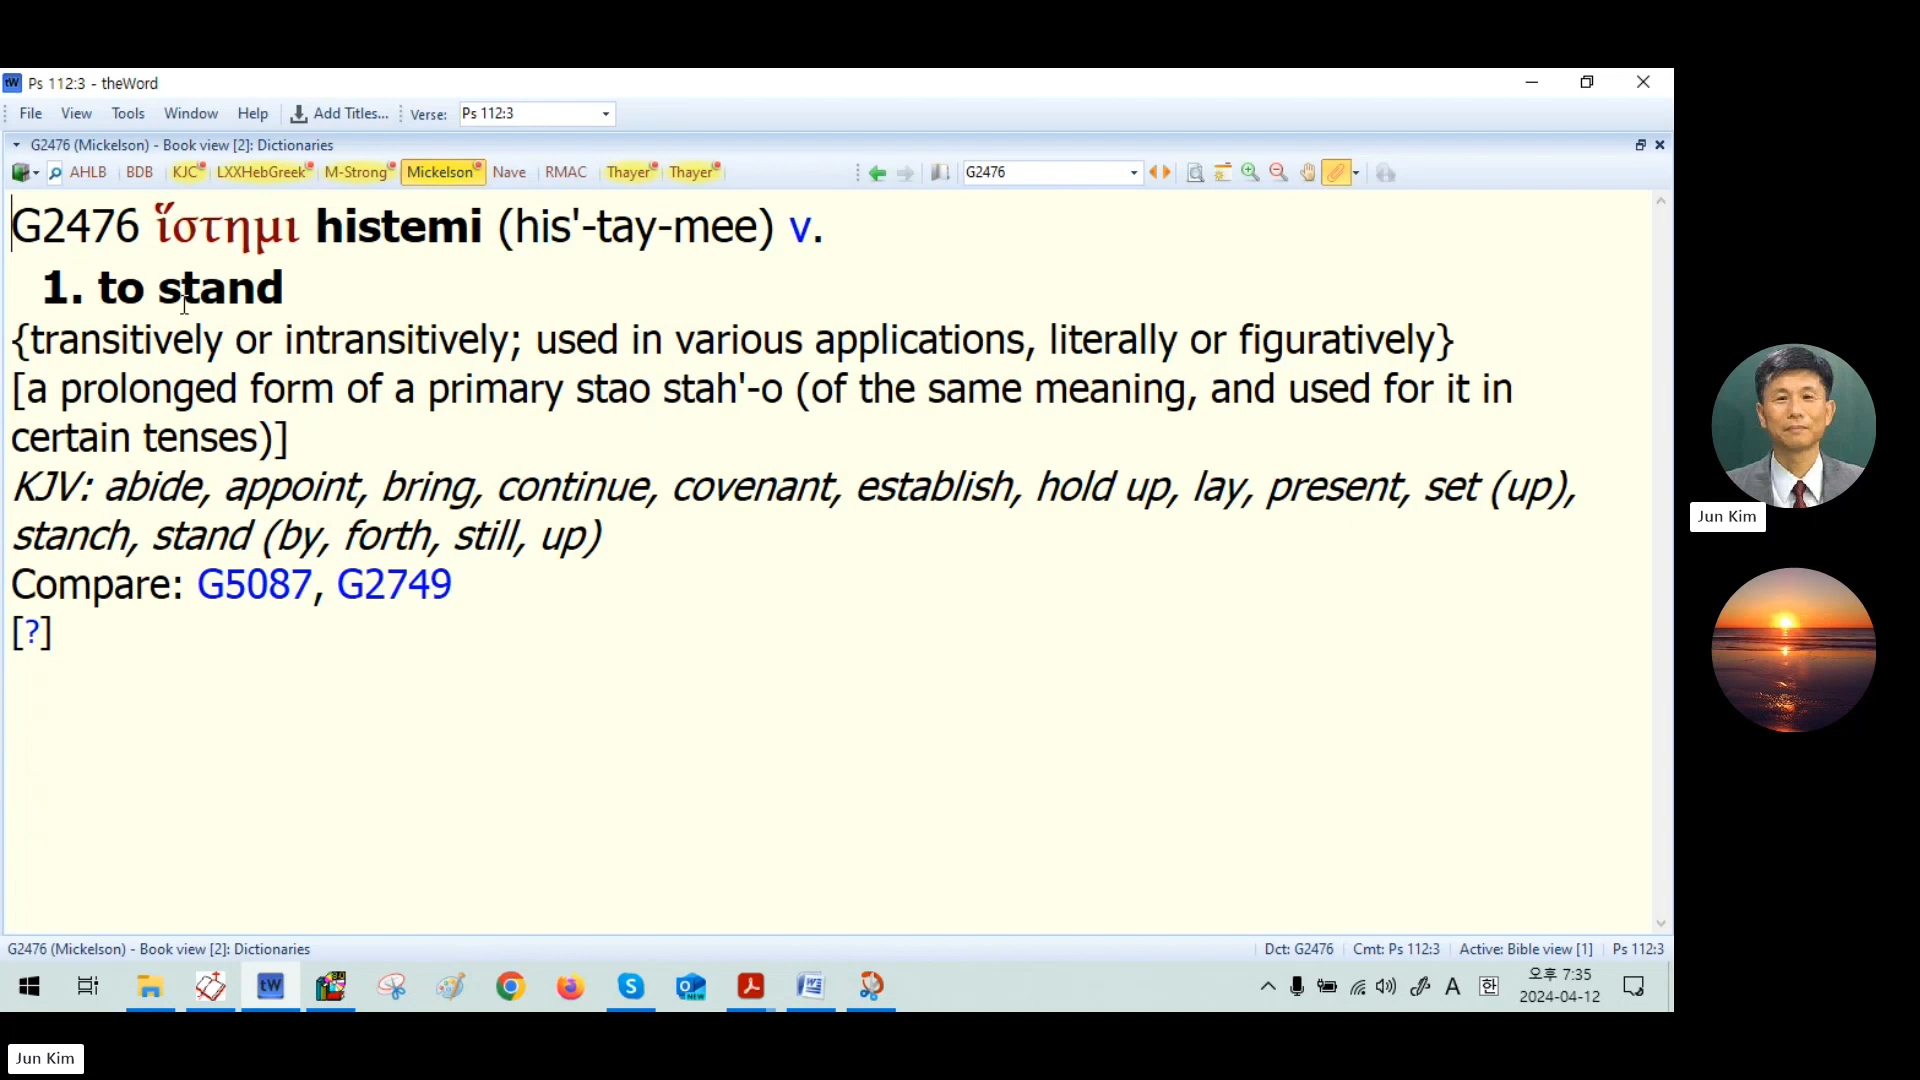 Ps 112:3 - theWord
File View Tools Window Help Add Titles... Verse: Ps 112:3
G2476 (Mickelson) - Book view [2]: Dictionaries
AHLB BDB KJC LXXHebGreek M-Strong Mickelson Nave RMAC Thayer Thayer G2476
G2476 ἵστημι histemi (his'-tay-mee) v.
1. to stand
{transitively or intransitively; used in various applications, literally or figuratively}
[a prolonged form of a primary stao stah'-o (of the same meaning, and used for it in
certain tenses)]
KJV: abide, appoint, bring, continue, covenant, establish, hold up, lay, present, set (up),
stanch, stand (by, forth, still, up)
Compare: G5087, G2749
[?]
Jun Kim
G2476 (Mickelson) - Book view [2]: Dictionaries Dct: G2476 Cmt: Ps 112:3 Active: Bible view [1] Ps 112:3
tW S NEW A 한 오후 7:35
2024-04-12
Jun Kim